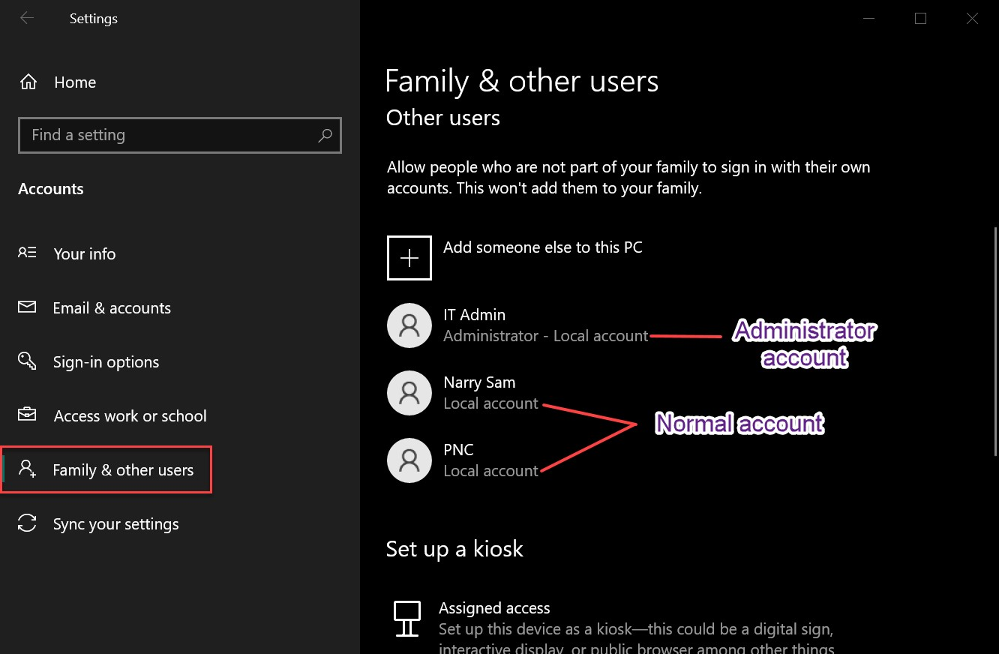 Settings
Home
Find a setting
Accounts
Your info
Email & accounts
Sign-in options
Access work or school
Family & other users
Sync your settings
Family & other users
Other users
Allow people who are not part of your family to sign in with their own
accounts. This won't add them to your family.
Add someone else to this PC
IT Admin
Administrator - Local account
Administrator
account
Narry Sam
Local account
Normal account
PNC
Local account
Set up a kiosk
Assigned access
Set up this device as a kiosk—this could be a digital sign,
interactive display, or public browser among other things.